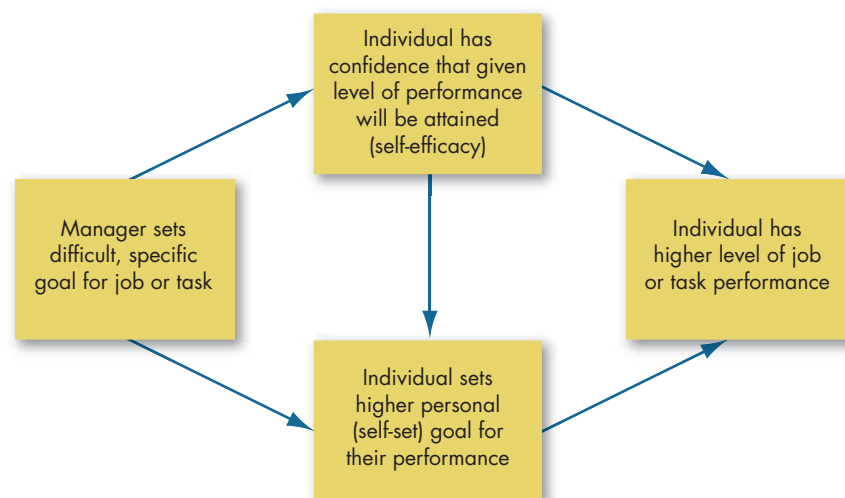 Individual has
confidence that given
level of performance
will be attained
(self-efficacy)
Manager sets
difficult, specific
goal for job or task
Individual has
higher level of job
or task performance
Individual sets
higher personal
(self-set) goal for
their performance